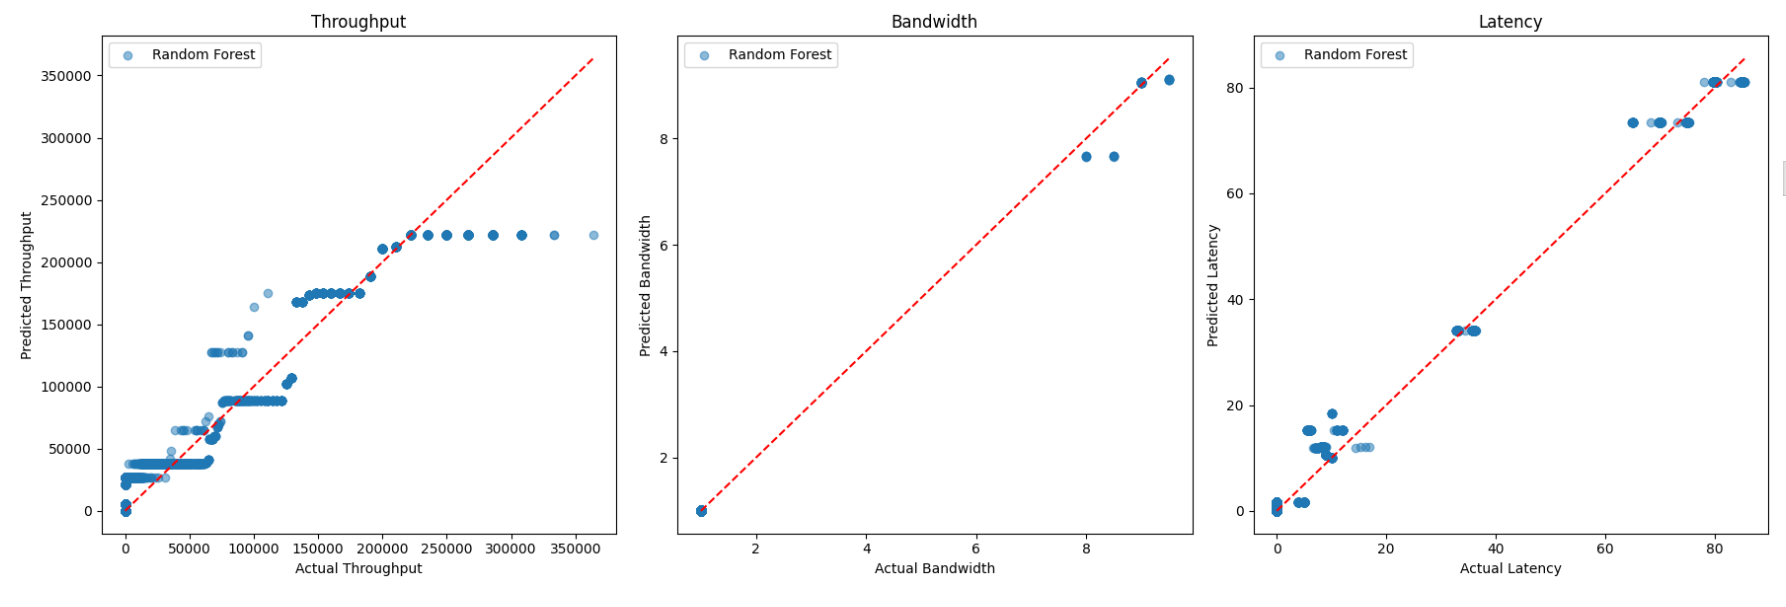 Throughput
Random Forest
350000
300000
250000
200000
150000
100000
50000
0
Predicted Throughput
0 50000 100000 150000 200000 250000 300000 350000
Actual Throughput
Bandwidth
Random Forest
8
6
4
2
Predicted Bandwidth
2 4 6 8
Actual Bandwidth
Latency
Random Forest
80
60
40
20
0
Predicted Latency
0 20 40 60 80
Actual Latency